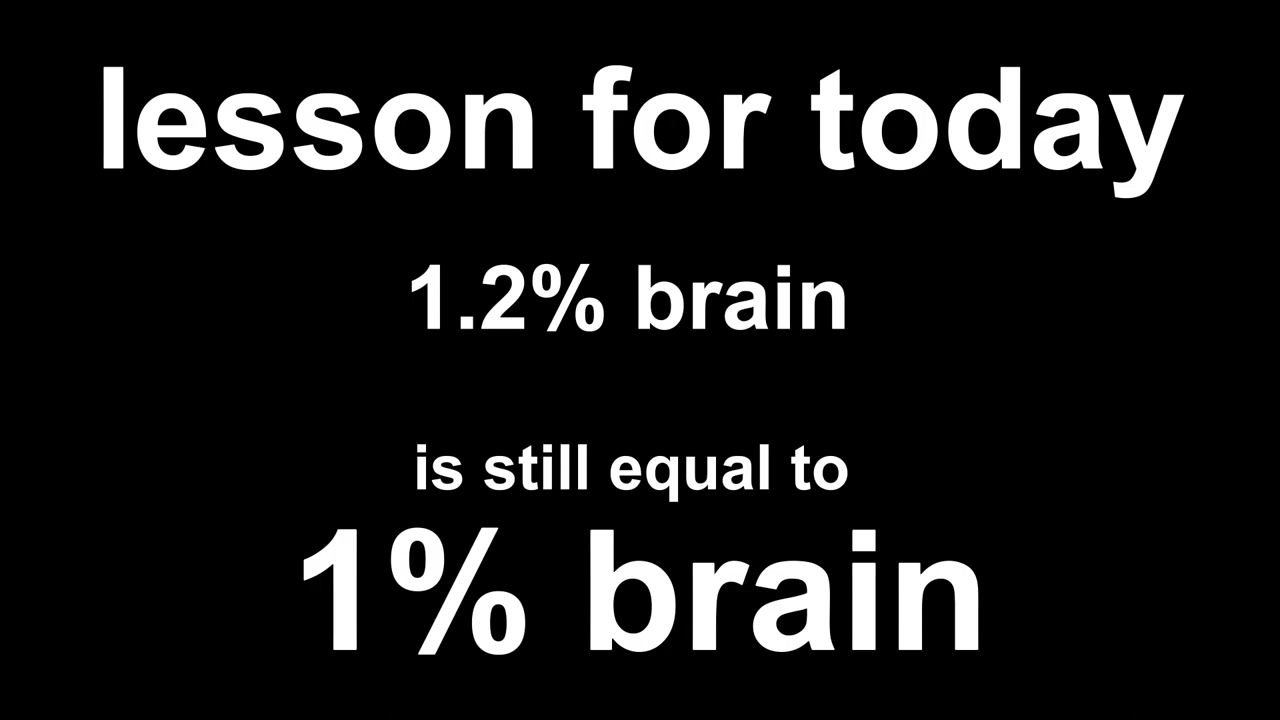 lesson for today
1.2% brain
is still equal to
1% brain